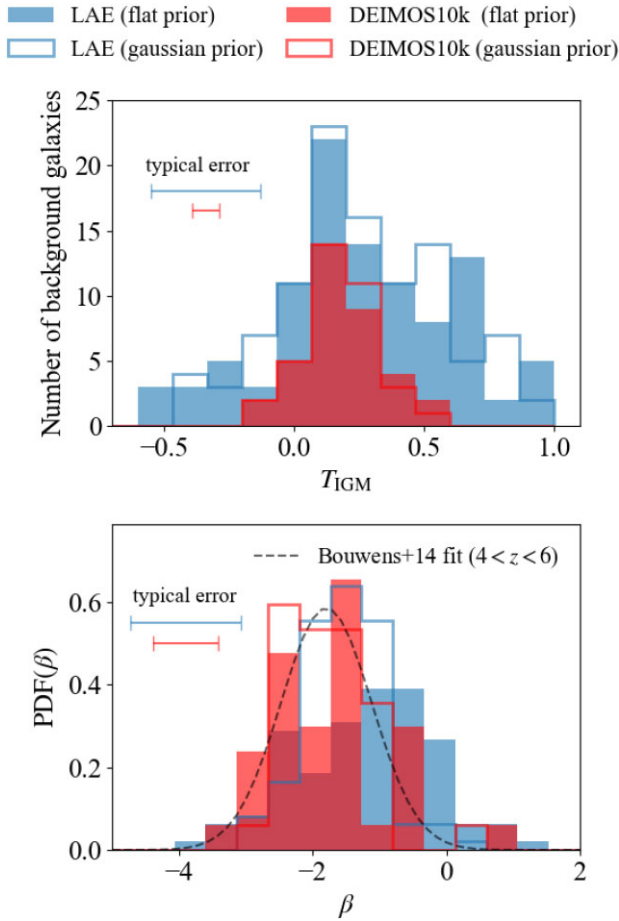 LAE (flat prior) DEIMOS10k (flat prior)
LAE (gaussian prior) DEIMOS10k (gaussian prior)
25
20
15
10
5
0
Number of background galaxies
typical error
−0.5 0.0 0.5 1.0
T_IGM
0.6
0.4
0.2
0.0
PDF(β)
Bouwens+14 fit (4 < z < 6)
typical error
−4 −2 0 2
β